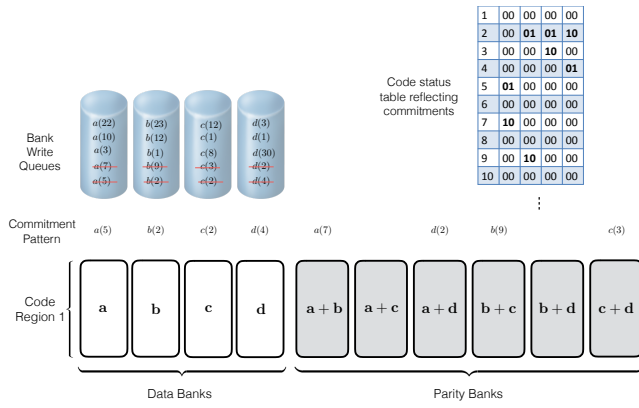 1 00 00 00 00
2 00 01 01 10
3 00 00 10 00
4 00 00 00 01
5 01 00 00 00
6 00 00 00 00
7 10 00 00 00
8 00 00 00 00
9 00 10 00 00
10 00 00 00 00
Code status
table reflecting
commitments
Bank
Write
Queues
a(22) b(23) c(12) d(3)
a(10) b(12) c(1) d(1)
a(3) b(1) c(8) d(30)
a(7) b(9) c(3) d(2)
a(5) b(2) c(2) d(4)
⋮
Commitment
Pattern
a(5) b(2) c(2) d(4) a(7) d(2) b(9) c(3)
Code
Region 1
a b c d a + b a + c a + d b + c b + d c + d
Data Banks Parity Banks